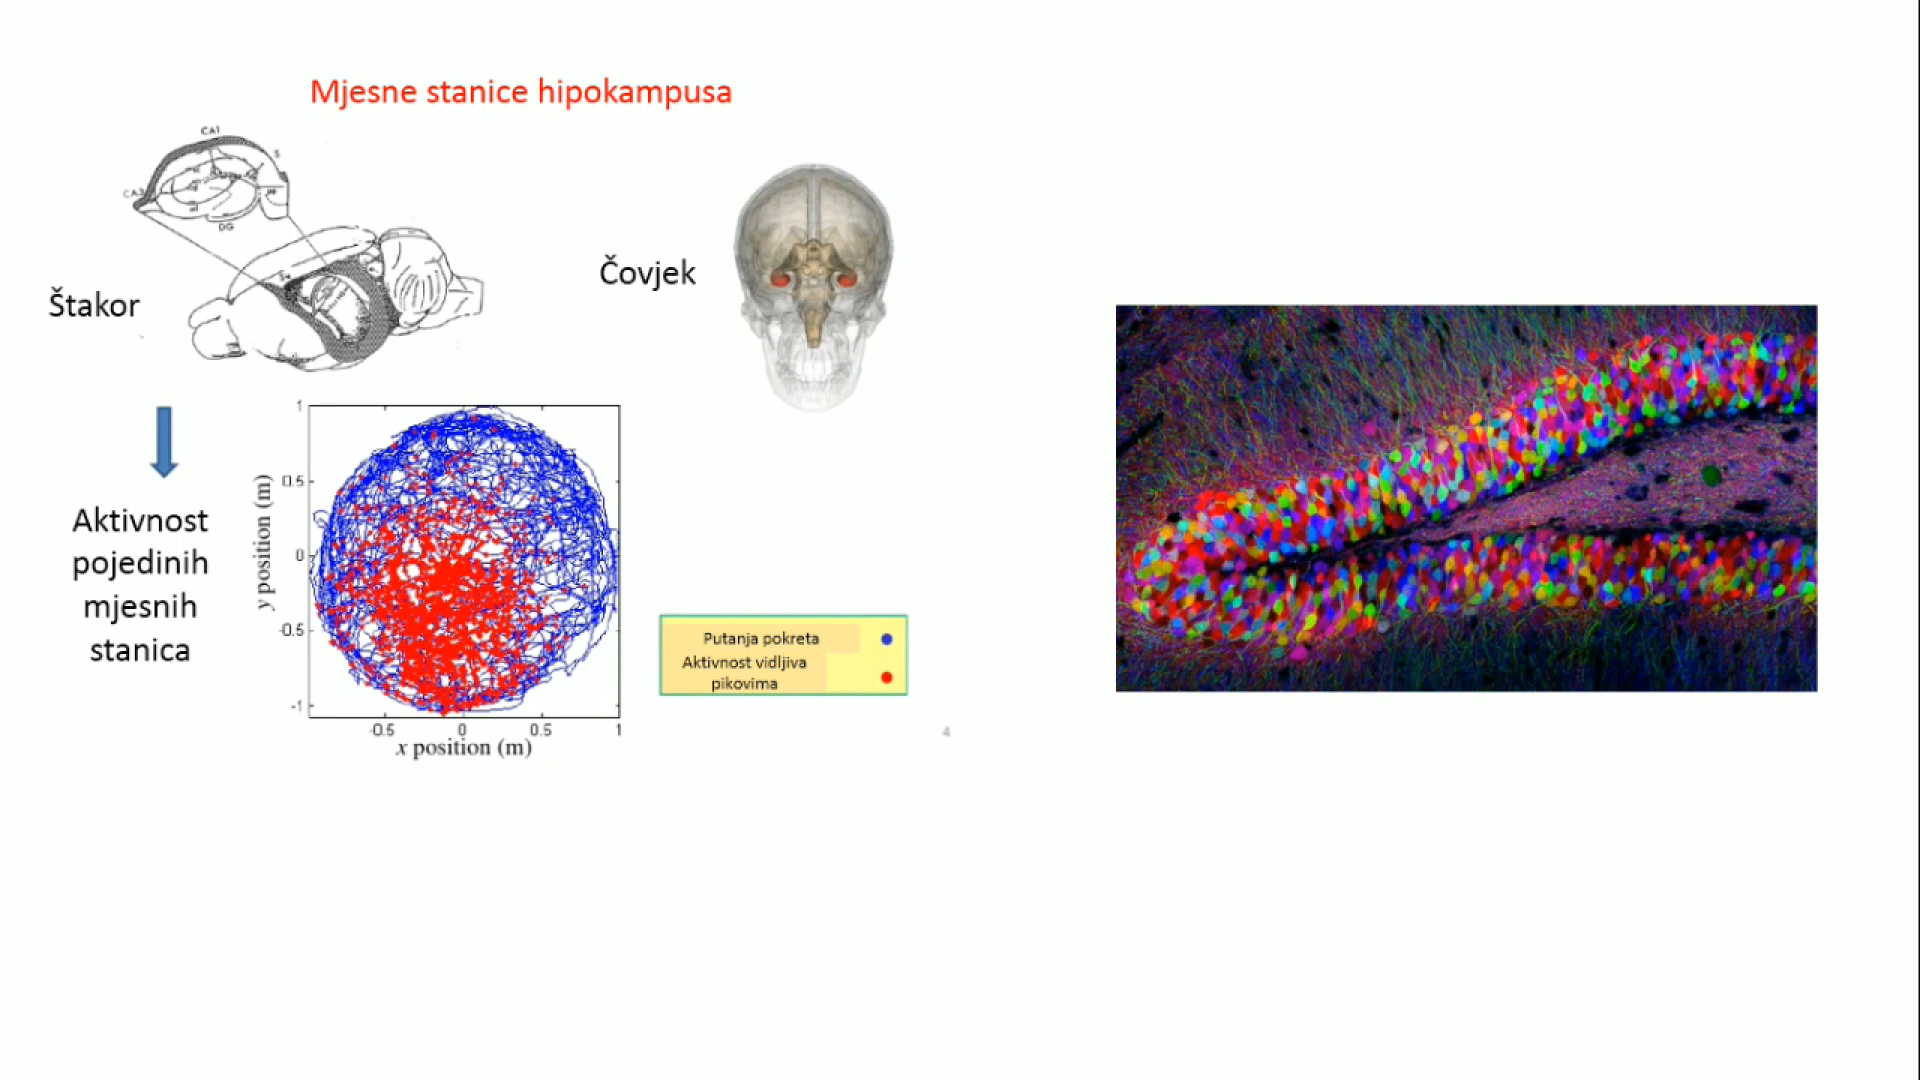 Mjesne stanice hipokampusa
CA1
S
CA3
DG
Štakor
Čovjek
Aktivnost
pojedinih
mjesnih
stanica
y position (m)
1
0.5
0
-0.5
-1
-0.5
0
0.5
1
x position (m)
Putanja pokreta
Aktivnost vidljiva
pikovima
4